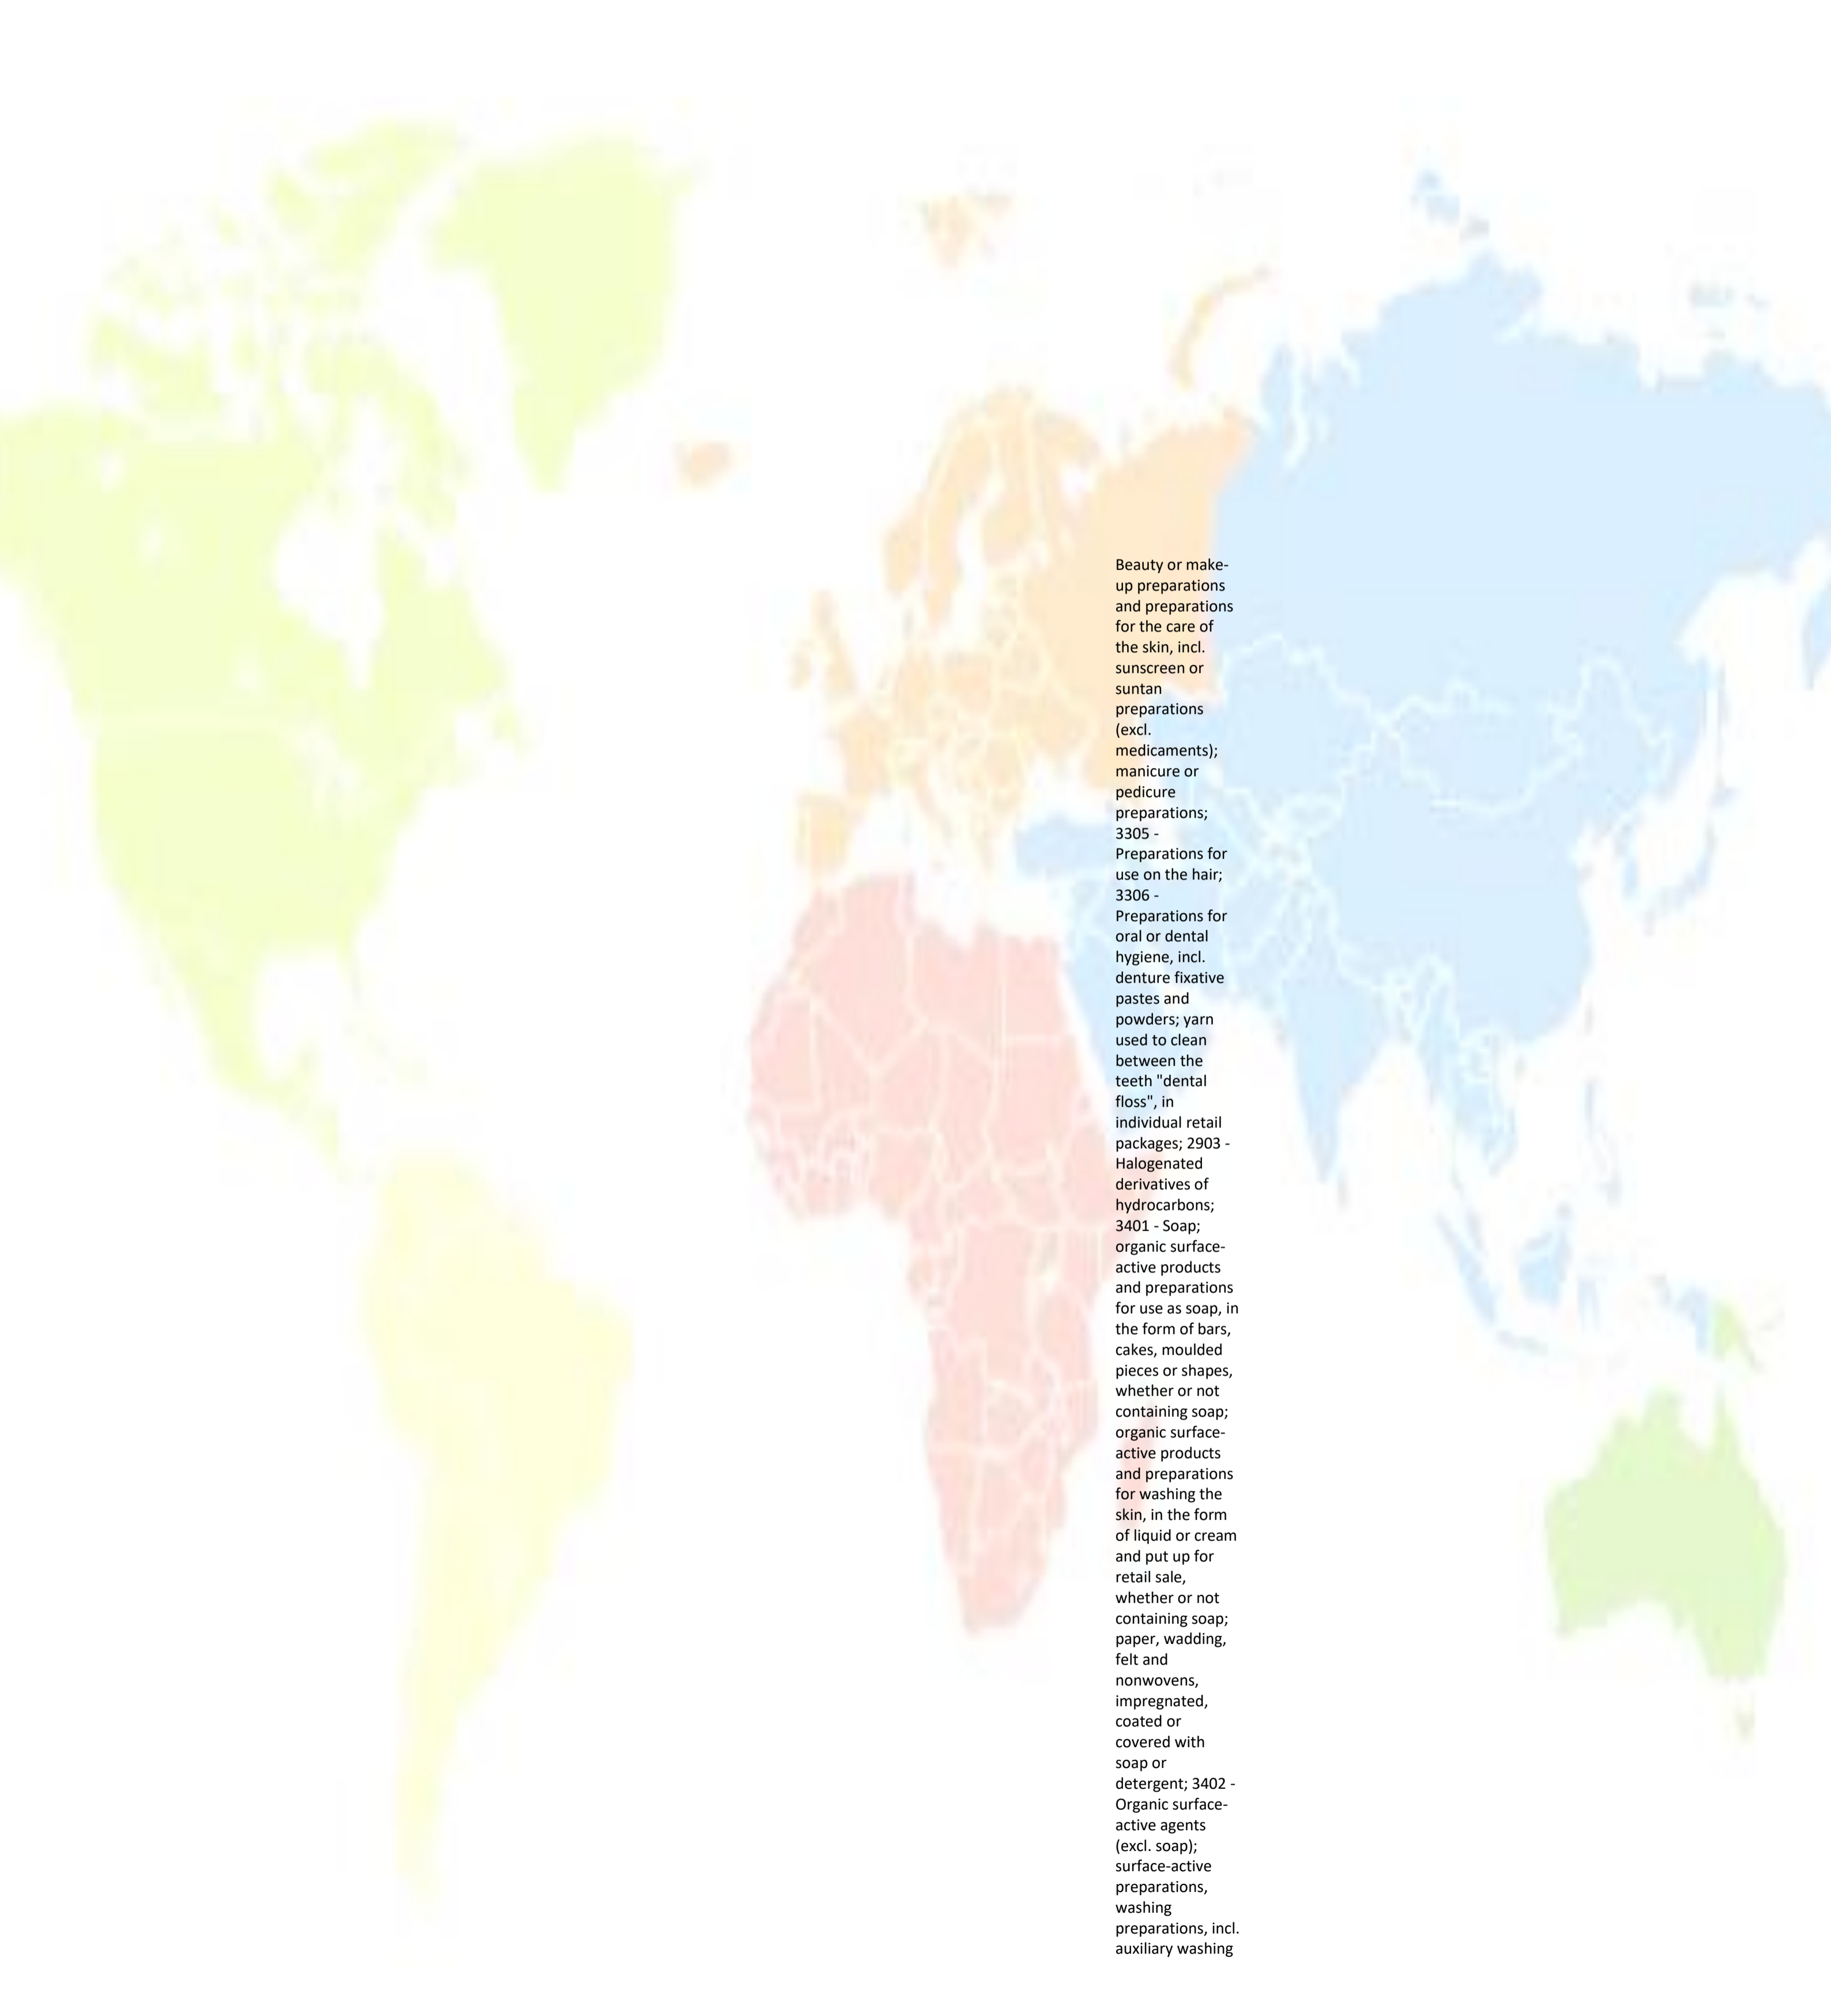 Beauty or make-
up preparations
and preparations
for the care of
the skin, incl.
sunscreen or
suntan
preparations
(excl.
medicaments);
manicure or
pedicure
preparations;
3305 -
Preparations for
use on the hair;
3306 -
Preparations for
oral or dental
hygiene, incl.
denture fixative
pastes and
powders; yarn
used to clean
between the
teeth "dental
floss", in
individual retail
packages; 2903 -
Halogenated
derivatives of
hydrocarbons;
3401 - Soap;
organic surface-
active products
and preparations
for use as soap, in
the form of bars,
cakes, moulded
pieces or shapes,
whether or not
containing soap;
organic surface-
active products
and preparations
for washing the
skin, in the form
of liquid or cream
and put up for
retail sale,
whether or not
containing soap;
paper, wadding,
felt and
nonwovens,
impregnated,
coated or
covered with
soap or
detergent; 3402 -
Organic surface-
active agents
(excl. soap);
surface-active
preparations,
washing
preparations, incl.
auxiliary washing